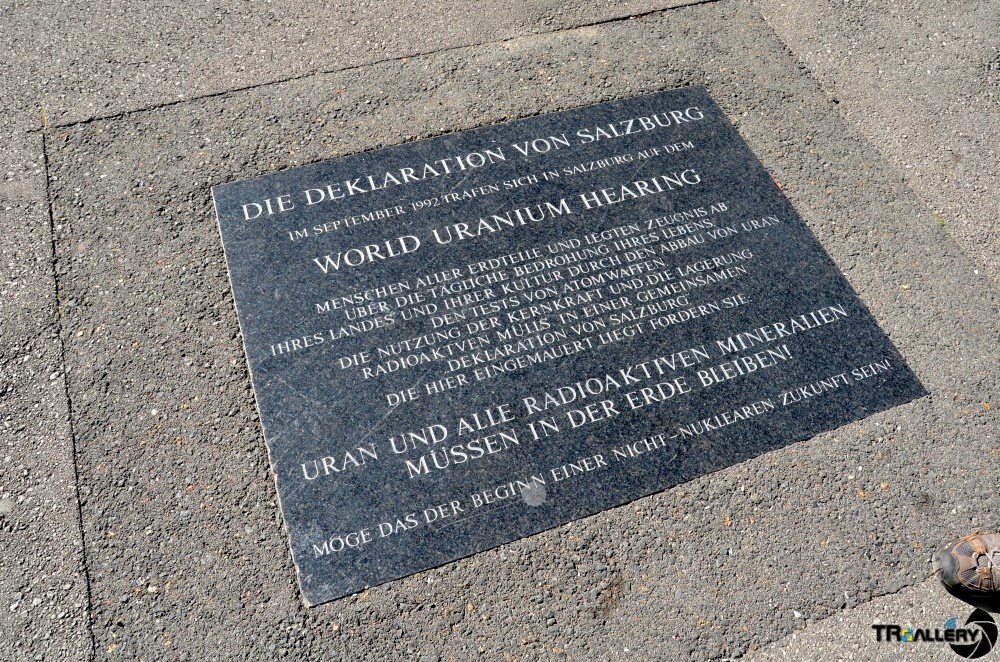 DIE DEKLARATION VON SALZBURG
IM SEPTEMBER 1992 TRAFEN SICH IN SALZBURG AUF DEM
WORLD URANIUM HEARING
MENSCHEN ALLER ERDTEILE UND LEGTEN ZEUGNIS AB
ÜBER DIE TÄGLICHE BEDROHUNG IHRES LEBENS
IHRES LANDES UND IHRER KULTUR DURCH DEN ABBAU VON URAN
DEN TESTS VON ATOMWAFFEN,
DIE NUTZUNG DER KERNKRAFT UND DIE LAGERUNG
RADIOAKTVEN MÜLLS. IN EINER GEMEINSAMEN
DEKLARATION VON SALZBURG
DIE HIER EINGEMAUERT LIEGT FORDERN SIE:
URAN UND ALLE RADIOAKTIVEN MINERALIEN
MÜSSEN IN DER ERDE BLEIBEN!
MÖGE DAS DER BEGINN EINER NICHT-NUKLEAREN ZUKUNFT SEIN!
TRGALLERY